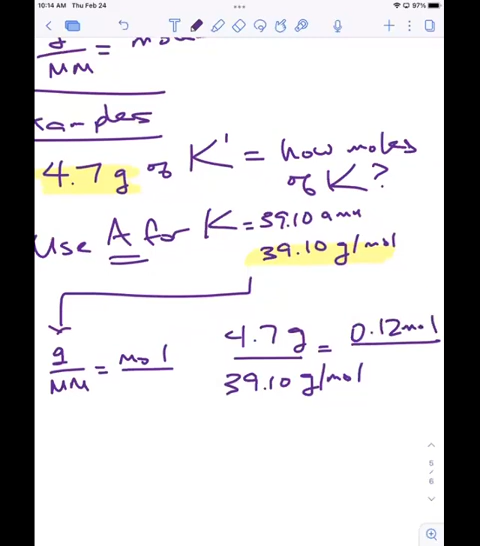 10:14 AM Thu Feb 24
97%
g
MM =
Examples
4.7 g of K' = how moles
of K?
Use A for K = 39.10 amu
39.10 g/mol
g
MM = mol
4.7 g
39.10 g/mol = 0.12 mol
5
/
6